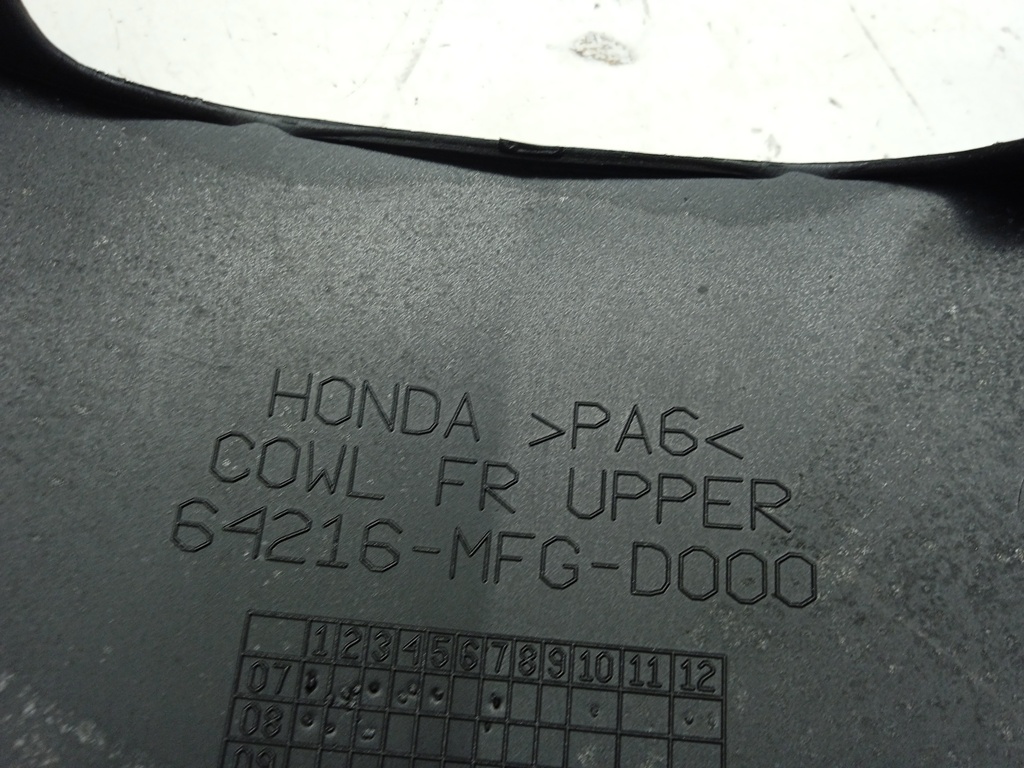 HONDA >PA6<
COWL FR UPPER
64216-MFG-D000
1 2 3 4 5 6 7 8 9 10 11 12
07
08
09